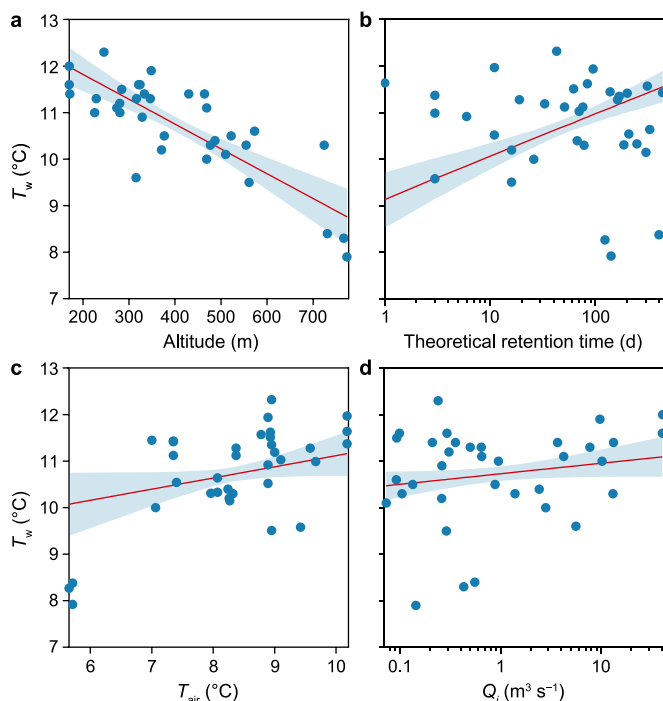 a
b
13
12
11
10
9
8
7
T_w (°C)
200 300 400 500 600 700
Altitude (m)
1 10 100
Theoretical retention time (d)
c
d
13
12
11
10
9
8
7
T_w (°C)
6 7 8 9 10
T_air (°C)
0.1 1 10
Q_i (m³ s⁻¹)